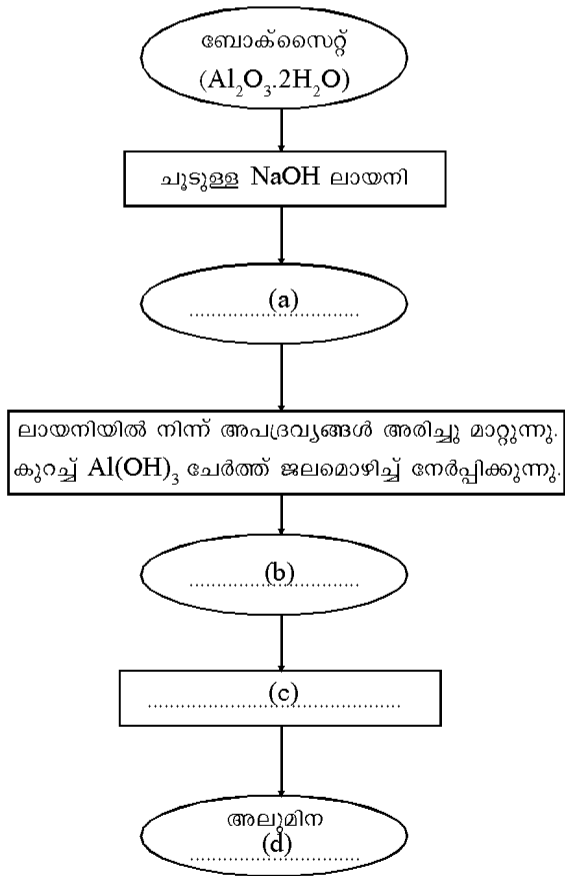 ബോക്സൈറ്റ്
(Al₂O₃.2H₂O)
ചൂടുള്ള NaOH ലായനി
(a)
................................
ലായനിയിൽ നിന്ന് അപദ്രവ്യങ്ങൾ അരിച്ചു മാറ്റുന്നു.
കുറച്ച് Al(OH)₃ ചേർത്ത് ജലമൊഴിച്ച് നേർപ്പിക്കുന്നു.
(b)
................................
(c)
................................................
അലുമിന
(d)
................................